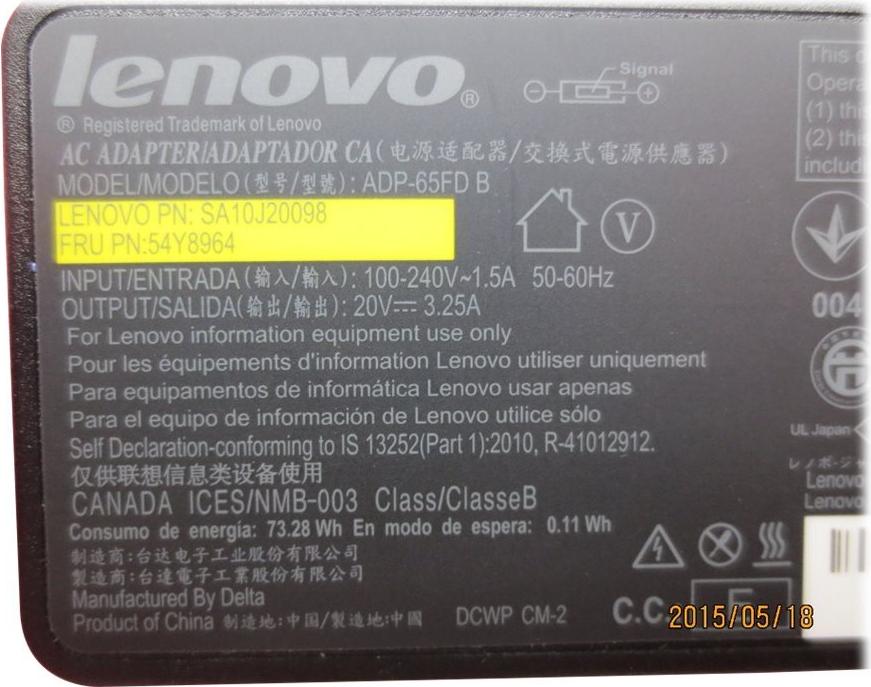 lenovo®
Signal
® Registered Trademark of Lenovo
AC ADAPTER/ADAPTADOR CA(电源适配器/交換式電源供應器)
MODEL/MODELO(型号/型號): ADP-65FD B
LENOVO PN: SA10J20098
FRU PN:54Y8964
V
INPUT/ENTRADA(输入/輸入): 100-240V~1.5A 50-60Hz
OUTPUT/SALIDA(输出/輸出): 20V⎓ 3.25A
For Lenovo information equipment use only
Pour les équipements d'information Lenovo utiliser uniquement
Para equipamentos de informática Lenovo usar apenas
Para el equipo de información de Lenovo utilice sólo
Self Declaration-conforming to IS 13252(Part 1):2010, R-41012912.
仅供联想信息类设备使用
CANADA ICES/NMB-003 Class/ClasseB
Consumo de energía: 73.28 Wh En modo de espera: 0.11 Wh
制造商:台达电子工业股份有限公司
製造商:台達電子工業股份有限公司
Manufactured By Delta
Product of China 制造地:中国/製造地:中國
DCWP CM-2
C.C.
2015/05/18
This
Opera
(1) this
(2) this
includ
004
UL Japan
レノボ・ジャ
Lenovo
Lenovo